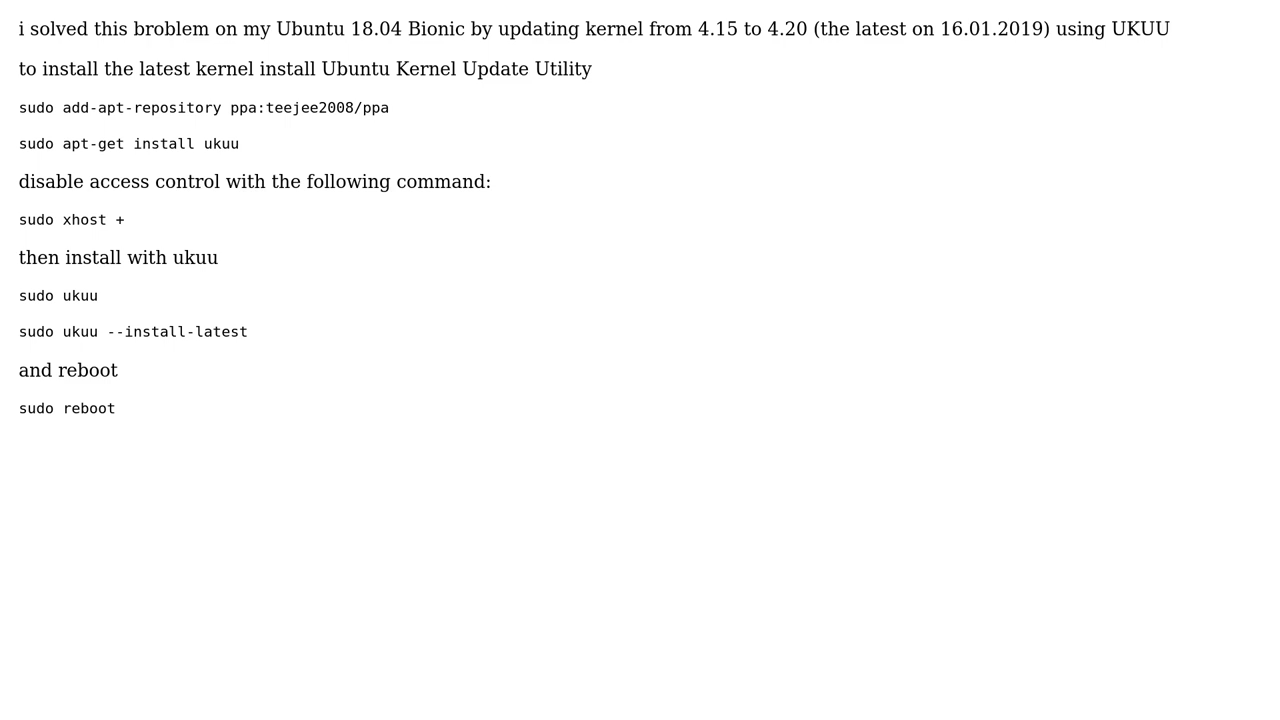 i solved this broblem on my Ubuntu 18.04 Bionic by updating kernel from 4.15 to 4.20 (the latest on 16.01.2019) using UKUU
to install the latest kernel install Ubuntu Kernel Update Utility
sudo add-apt-repository ppa:teejee2008/ppa
sudo apt-get install ukuu
disable access control with the following command:
sudo xhost +
then install with ukuu
sudo ukuu
sudo ukuu --install-latest
and reboot
sudo reboot